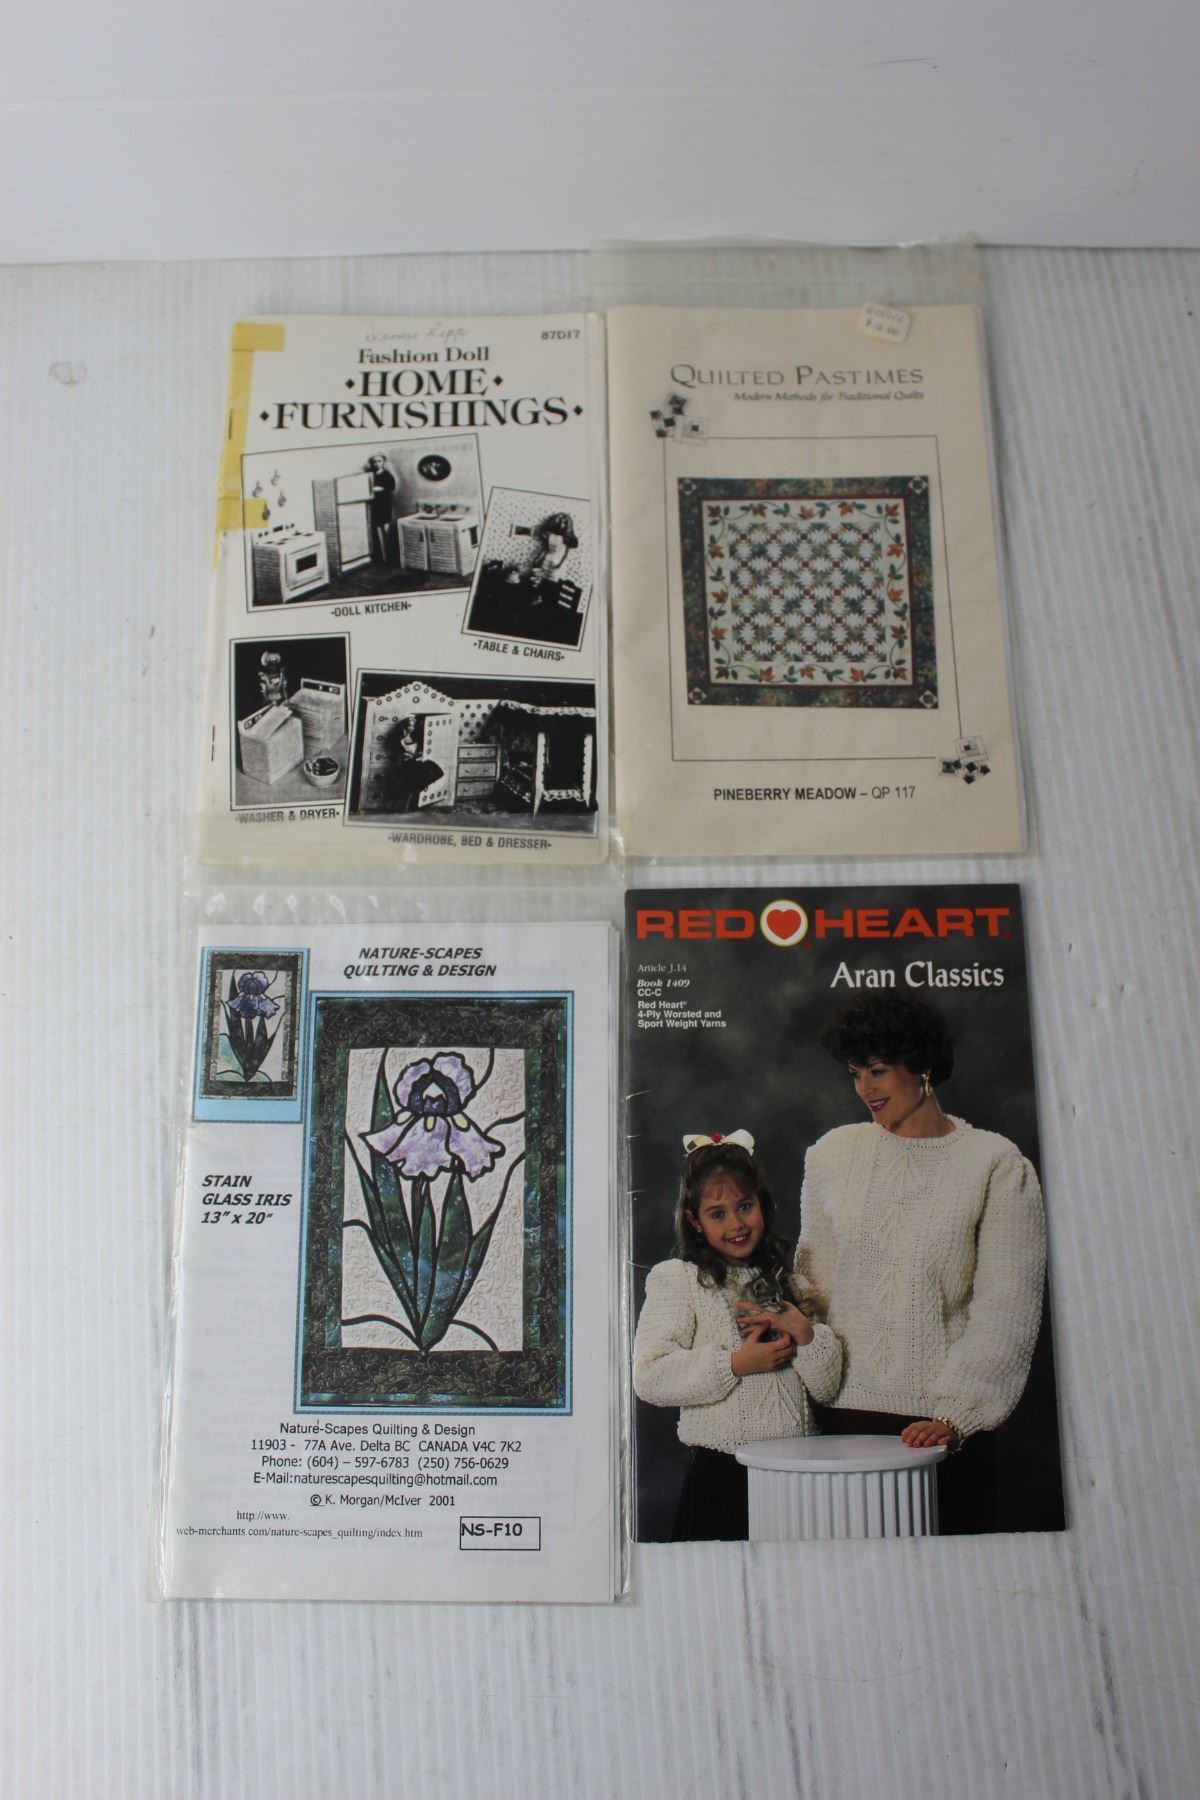 87D17
Fashion Doll
•HOME•
•FURNISHINGS•
•DOLL KITCHEN•
•TABLE & CHAIRS•
•WASHER & DRYER•
•WARDROBE, BED & DRESSER•
$12.00
QUILTED PASTIMES
Modern Methods for Traditional Quilts
PINEBERRY MEADOW – QP 117
NATURE-SCAPES
QUILTING & DESIGN
STAIN
GLASS IRIS
13" x 20"
Nature-Scapes Quilting & Design
11903 - 77A Ave. Delta BC CANADA V4C 7K2
Phone: (604) – 597-6783 (250) 756-0629
E-Mail:naturescapesquilting@hotmail.com
© K. Morgan/McIver 2001
http://www.
web-merchants.com/nature-scapes_quilting/index.htm
NS-F10
RED HEART®
Article J.14
Book 1409
CC-C
Red Heart®
4-Ply Worsted and
Sport Weight Yarns
Aran Classics